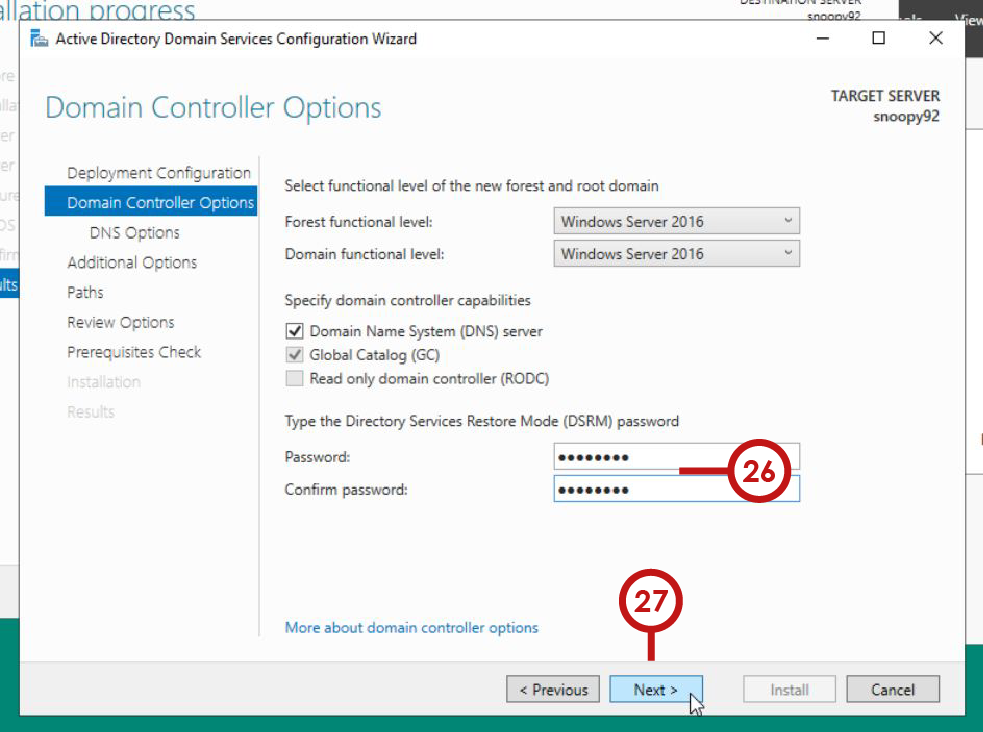 allation progress
DESTINATION SERVER
snoopy92
View
Active Directory Domain Services Configuration Wizard
Domain Controller Options
TARGET SERVER
snoopy92
Deployment Configuration
Domain Controller Options
DNS Options
Additional Options
Paths
Review Options
Prerequisites Check
Installation
Results
Select functional level of the new forest and root domain
Forest functional level: Windows Server 2016
Domain functional level: Windows Server 2016
Specify domain controller capabilities
Domain Name System (DNS) server
Global Catalog (GC)
Read only domain controller (RODC)
Type the Directory Services Restore Mode (DSRM) password
Password: ●●●●●●●●
26
Confirm password: ●●●●●●●●
27
More about domain controller options
< Previous Next > Install Cancel